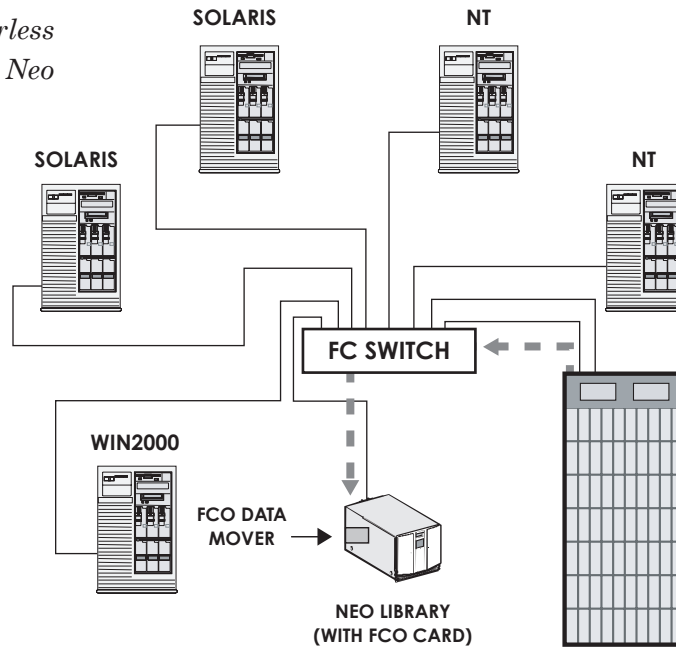 rless
Neo
SOLARIS
NT
SOLARIS
NT
FC SWITCH
WIN2000
FCO DATA
MOVER
NEO LIBRARY
(WITH FCO CARD)